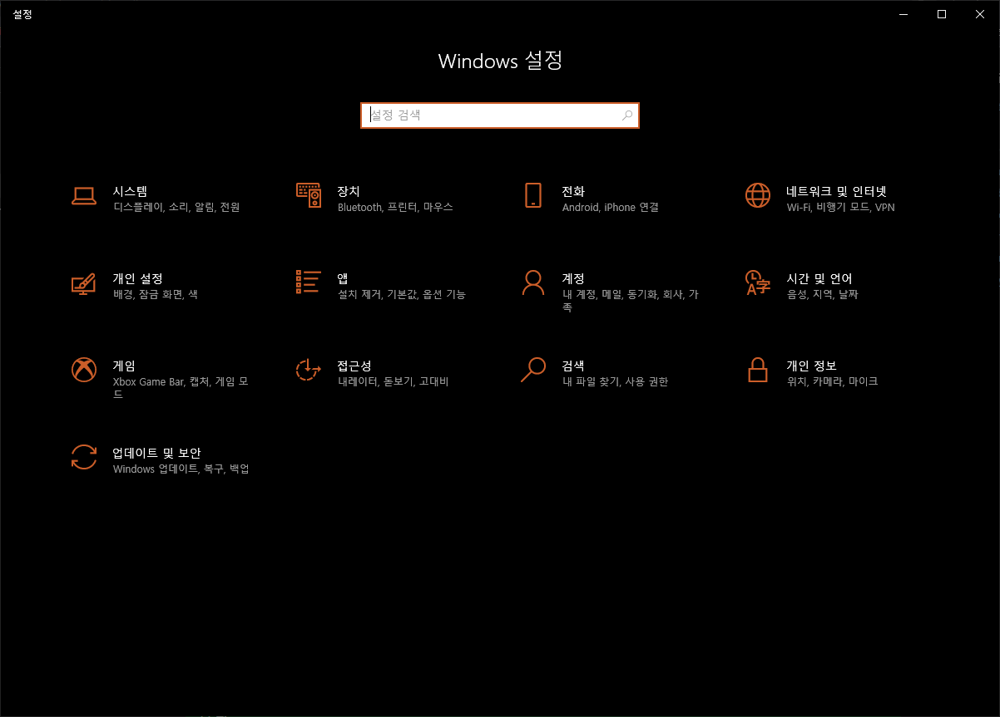 설정
Windows 설정
설정 검색
시스템
디스플레이, 소리, 알림, 전원
장치
Bluetooth, 프린터, 마우스
전화
Android, iPhone 연결
네트워크 및 인터넷
Wi-Fi, 비행기 모드, VPN
개인 설정
배경, 잠금 화면, 색
앱
설치 제거, 기본값, 옵션 기능
계정
내 계정, 메일, 동기화, 회사, 가
족
시간 및 언어
음성, 지역, 날짜
게임
Xbox Game Bar, 캡처, 게임 모
드
접근성
내레이터, 돋보기, 고대비
검색
내 파일 찾기, 사용 권한
개인 정보
위치, 카메라, 마이크
업데이트 및 보안
Windows 업데이트, 복구, 백업